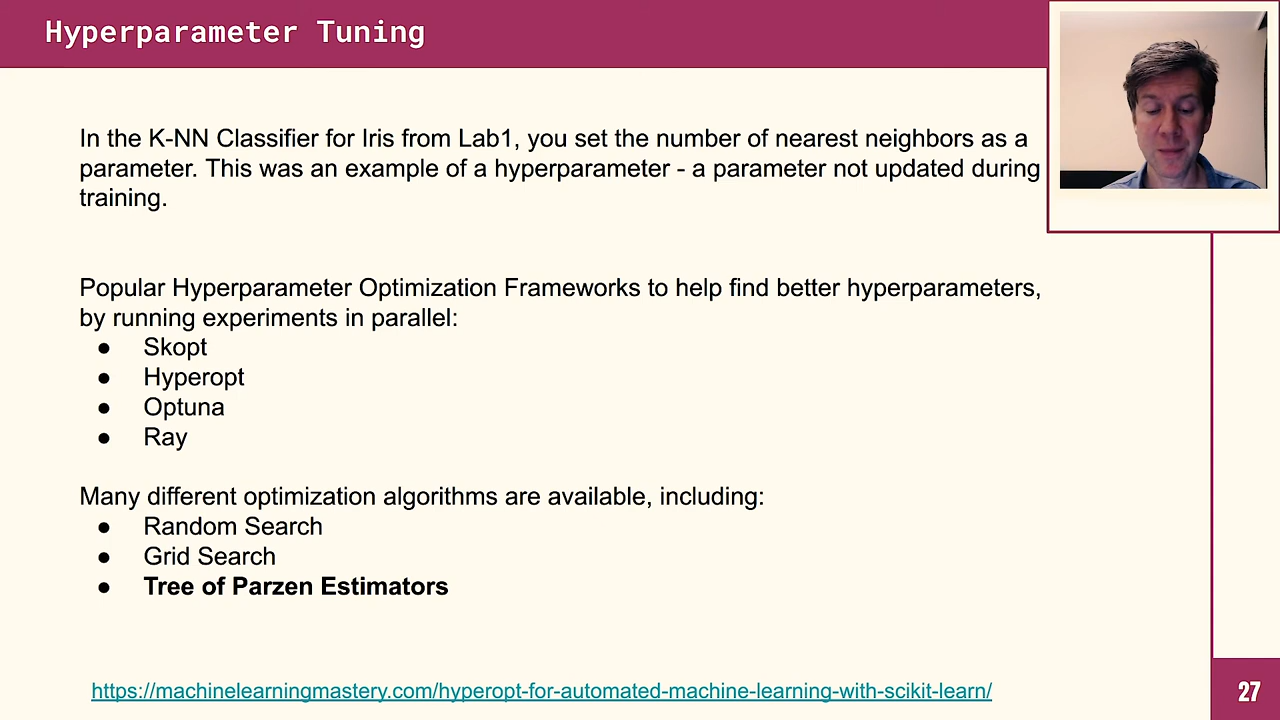 Hyperparameter Tuning
In the K-NN Classifier for Iris from Lab1, you set the number of nearest neighbors as a
parameter. This was an example of a hyperparameter - a parameter not updated during
training.
Popular Hyperparameter Optimization Frameworks to help find better hyperparameters,
by running experiments in parallel:
● Skopt
● Hyperopt
● Optuna
● Ray
Many different optimization algorithms are available, including:
● Random Search
● Grid Search
● Tree of Parzen Estimators
https://machinelearningmastery.com/hyperopt-for-automated-machine-learning-with-scikit-learn/
27